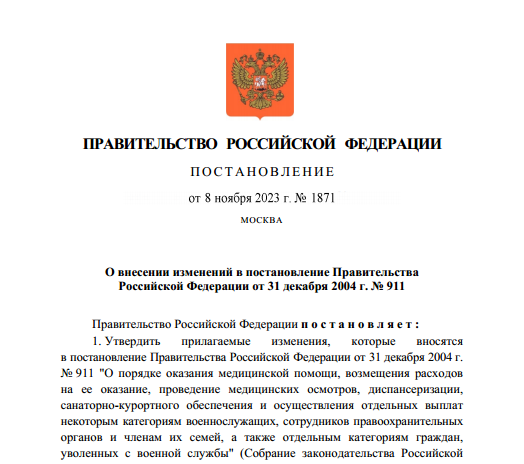 ПРАВИТЕЛЬСТВО РОССИЙСКОЙ ФЕДЕРАЦИИ
ПОСТАНОВЛЕНИЕ
от 8 ноября 2023 г. № 1871
МОСКВА
О внесении изменений в постановление Правительства
Российской Федерации от 31 декабря 2004 г. № 911
Правительство Российской Федерации постановляет:
1. Утвердить прилагаемые изменения, которые вносятся
в постановление Правительства Российской Федерации от 31 декабря 2004 г.
№ 911 "О порядке оказания медицинской помощи, возмещения расходов
на ее оказание, проведение медицинских осмотров, диспансеризации,
санаторно-курортного обеспечения и осуществления отдельных выплат
некоторым категориям военнослужащих, сотрудников правоохранительных
органов и членам их семей, а также отдельным категориям граждан,
уволенных с военной службы" (Собрание законодательства Российской